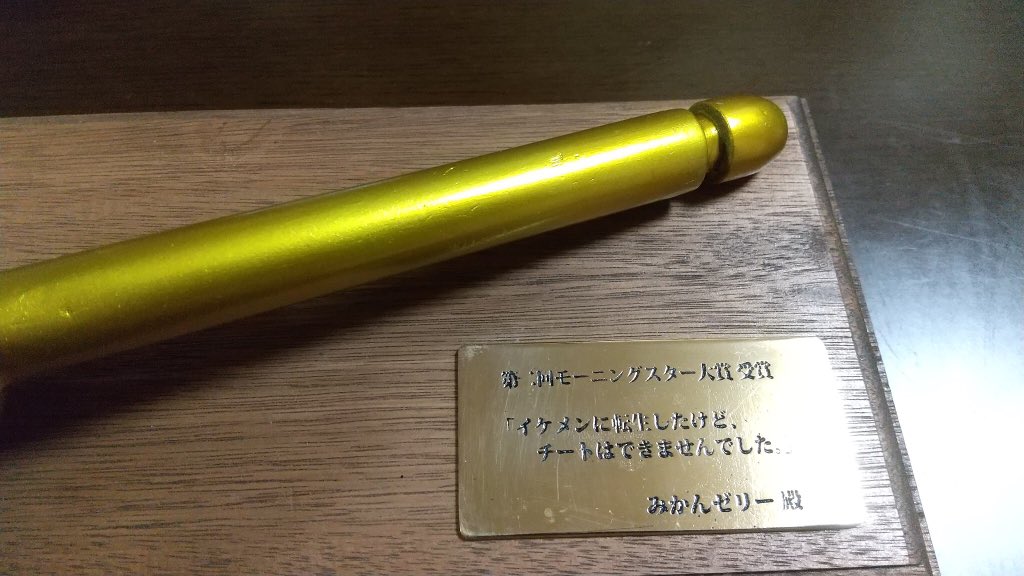 第二回モーニングスター大賞 受賞
「イケメンに転生したけど、
チートはできませんでした。」
みかんゼリー 殿